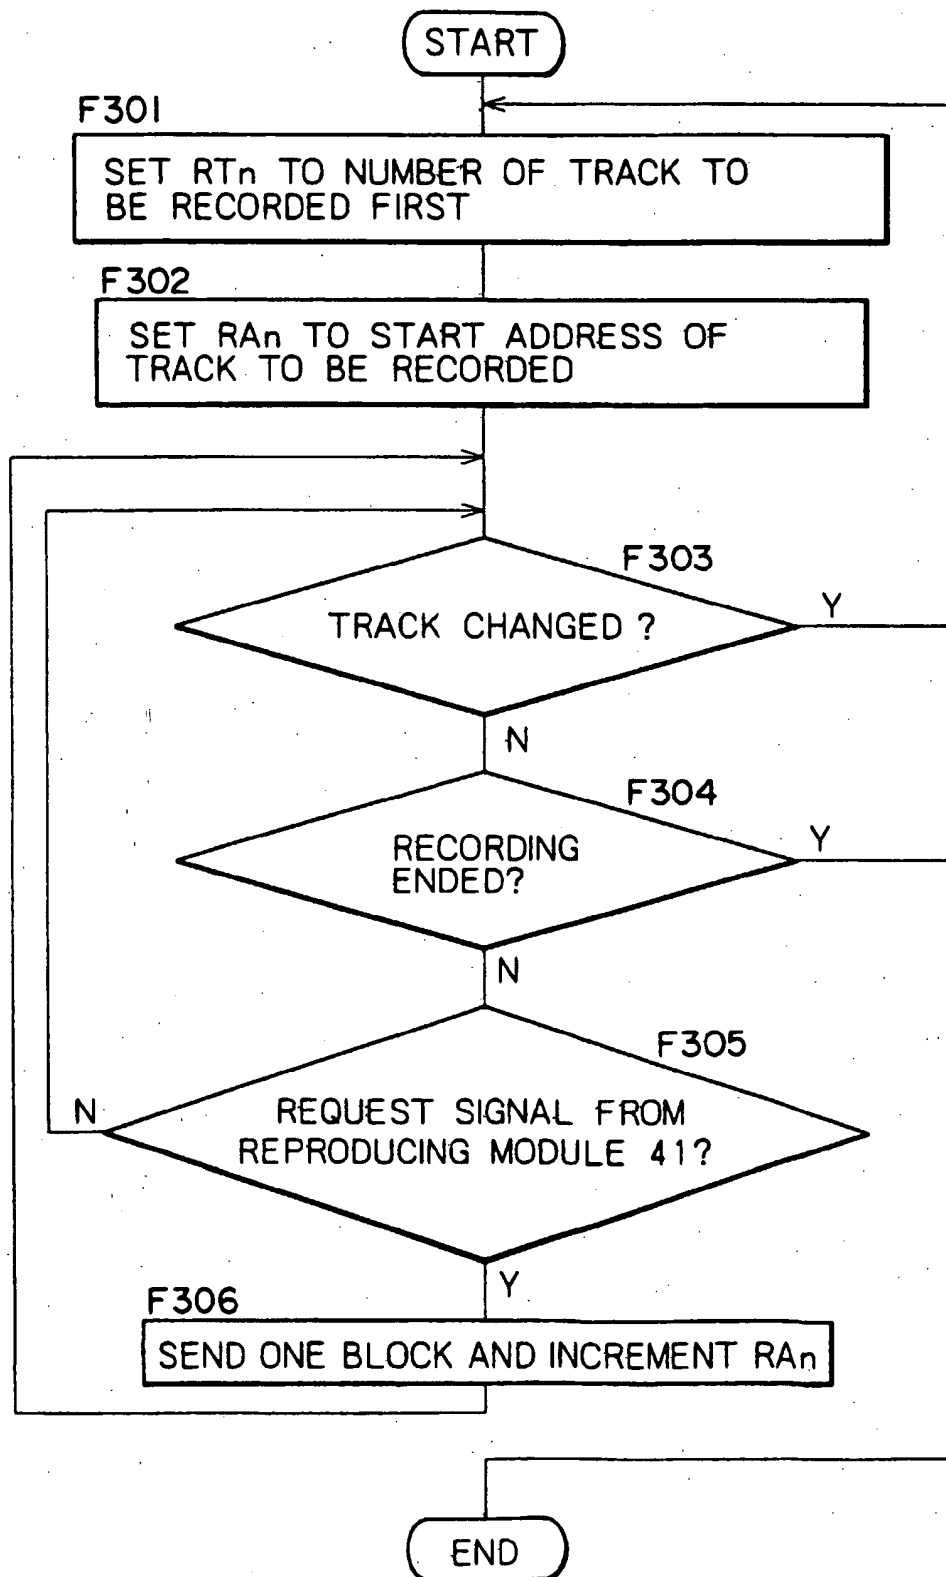 START
F301
SET RTn TO NUMBER OF TRACK TO
BE RECORDED FIRST
F302
SET RAn TO START ADDRESS OF
TRACK TO BE RECORDED
F303
TRACK CHANGED ?
Y
N
F304
RECORDING
ENDED?
Y
N
F305
REQUEST SIGNAL FROM
REPRODUCING MODULE 41?
N
Y
F306
SEND ONE BLOCK AND INCREMENT RAn
END